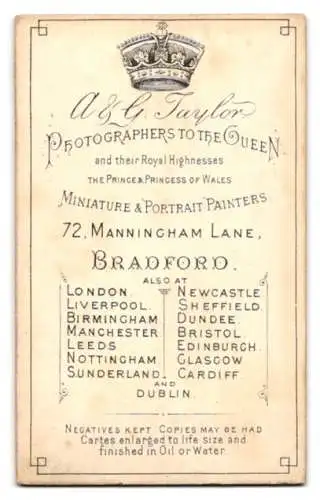 A & G. Taylor
PHOTOGRAPHERS TO THE QUEEN
and their Royal Highnesses
THE PRINCE & PRINCESS OF WALES
MINIATURE & PORTRAIT PAINTERS
72, MANNINGHAM LANE,
BRADFORD.
ALSO AT
LONDON.
LIVERPOOL.
BIRMINGHAM
MANCHESTER
LEEDS
NOTTINGHAM
SUNDERLAND.
NEWCASTLE
SHEFFIELD.
DUNDEE.
BRISTOL.
EDINBURGH.
GLASGOW
CARDIFF
AND
DUBLIN.
NEGATIVES KEPT COPIES MAY BE HAD
Cartes enlarged to life size and
finished in Oil or Water